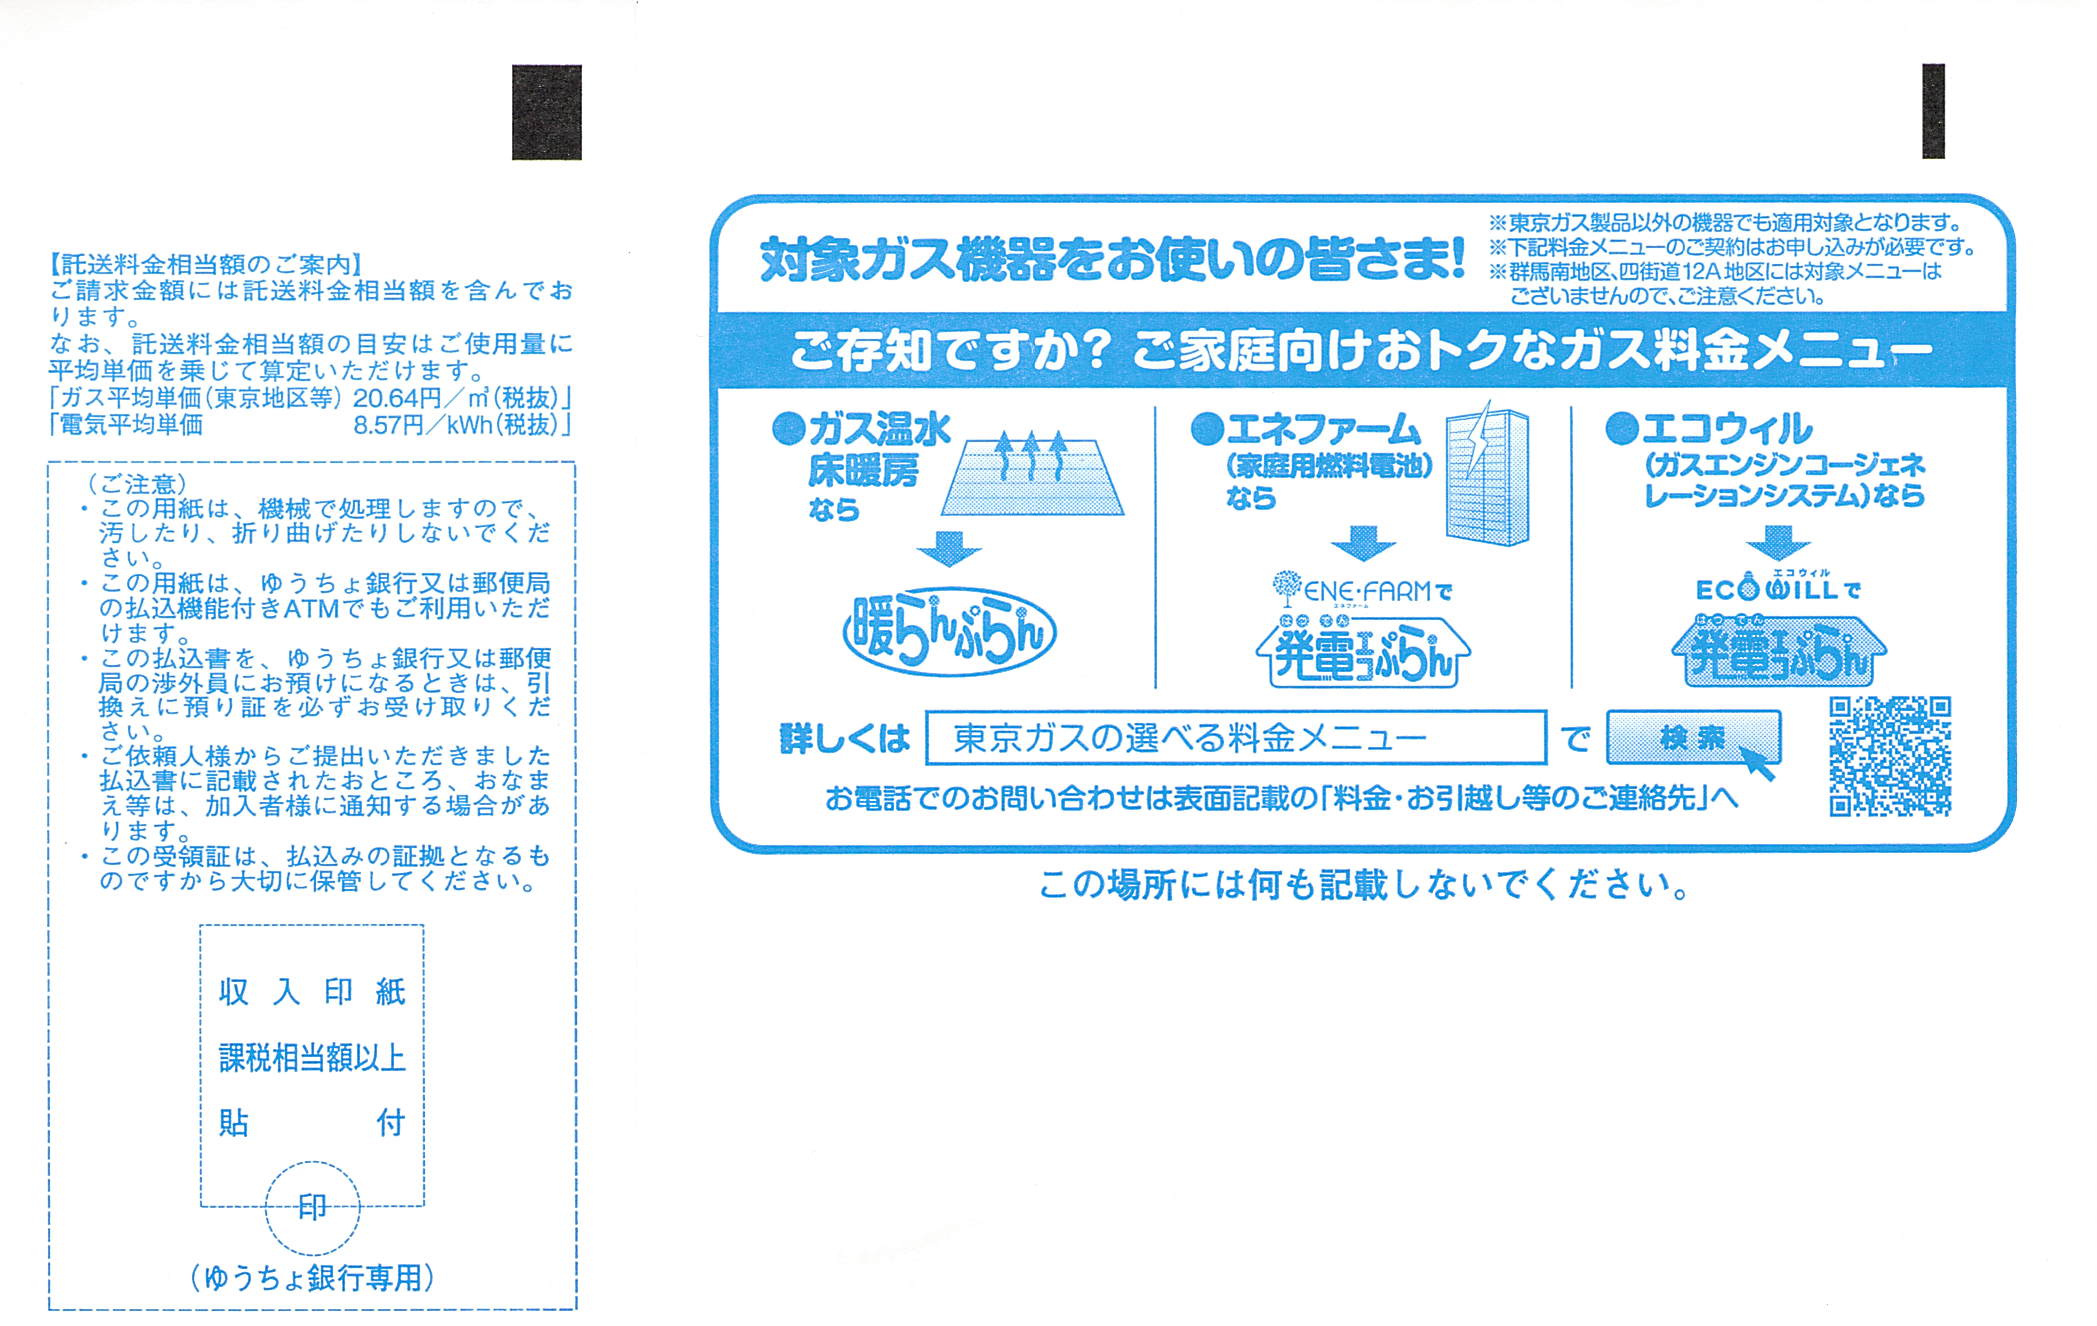 【託送料金相当額のご案内】
ご請求金額には託送料金相当額を含んでお
ります。
なお、託送料金相当額の目安はご使用量に
平均単価を乗じて算定いただけます。
「ガス平均単価(東京地区等) 20.64円／㎥(税抜)」
「電気平均単価 8.57円／kWh(税抜)」
(ご注意)
・この用紙は、機械で処理しますので、
汚したり、折り曲げたりしないでくだ
さい。
・この用紙は、ゆうちょ銀行又は郵便局
の払込機能付きATMでもご利用いただ
けます。
・この払込書を、ゆうちょ銀行又は郵便
局の渉外員にお預けになるときは、引
換えに預り証を必ずお受け取りくだ
さい。
・ご依頼人様からご提出いただきました
払込書に記載されたおところ、おなま
え等は、加入者様に通知する場合があ
ります。
・この受領証は、払込みの証拠となるも
のですから大切に保管してください。
収入印紙
課税相当額以上
貼付
印
(ゆうちょ銀行専用)
対象ガス機器をお使いの皆さま!
※東京ガス製品以外の機器でも適用対象となります。
※下記料金メニューのご契約はお申し込みが必要です。
※群馬南地区、四街道12A地区には対象メニューは
ございませんので、ご注意ください。
ご存知ですか? ご家庭向けおトクなガス料金メニュー
●ガス温水
床暖房
なら
暖らんぷらん
●エネファーム
(家庭用燃料電池)
なら
ENE・FARMで
エネファーム
はつでん
発電エコぷらん
●エコウィル
(ガスエンジンコージェネ
レーションシステム)なら
エコウィル
ECOWILLで
はつでん
発電エコぷらん
詳しくは 東京ガスの選べる料金メニュー で 検索
お電話でのお問い合わせは表面記載の「料金・お引越し等のご連絡先」へ
この場所には何も記載しないでください。